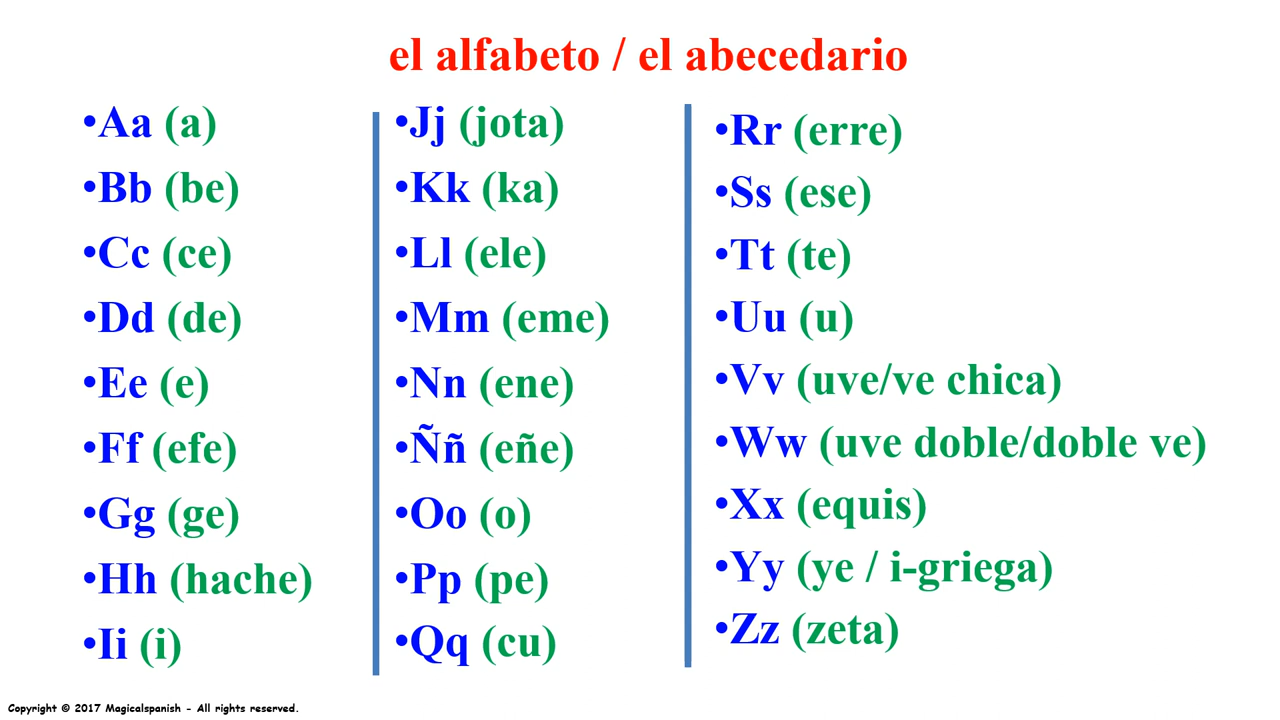 el alfabeto / el abecedario
•Aa (a)
•Bb (be)
•Cc (ce)
•Dd (de)
•Ee (e)
•Ff (efe)
•Gg (ge)
•Hh (hache)
•Ii (i)
•Jj (jota)
•Kk (ka)
•Ll (ele)
•Mm (eme)
•Nn (ene)
•Ññ (eñe)
•Oo (o)
•Pp (pe)
•Qq (cu)
•Rr (erre)
•Ss (ese)
•Tt (te)
•Uu (u)
•Vv (uve/ve chica)
•Ww (uve doble/doble ve)
•Xx (equis)
•Yy (ye / i-griega)
•Zz (zeta)
Copyright © 2017 Magicalspanish - All rights reserved.